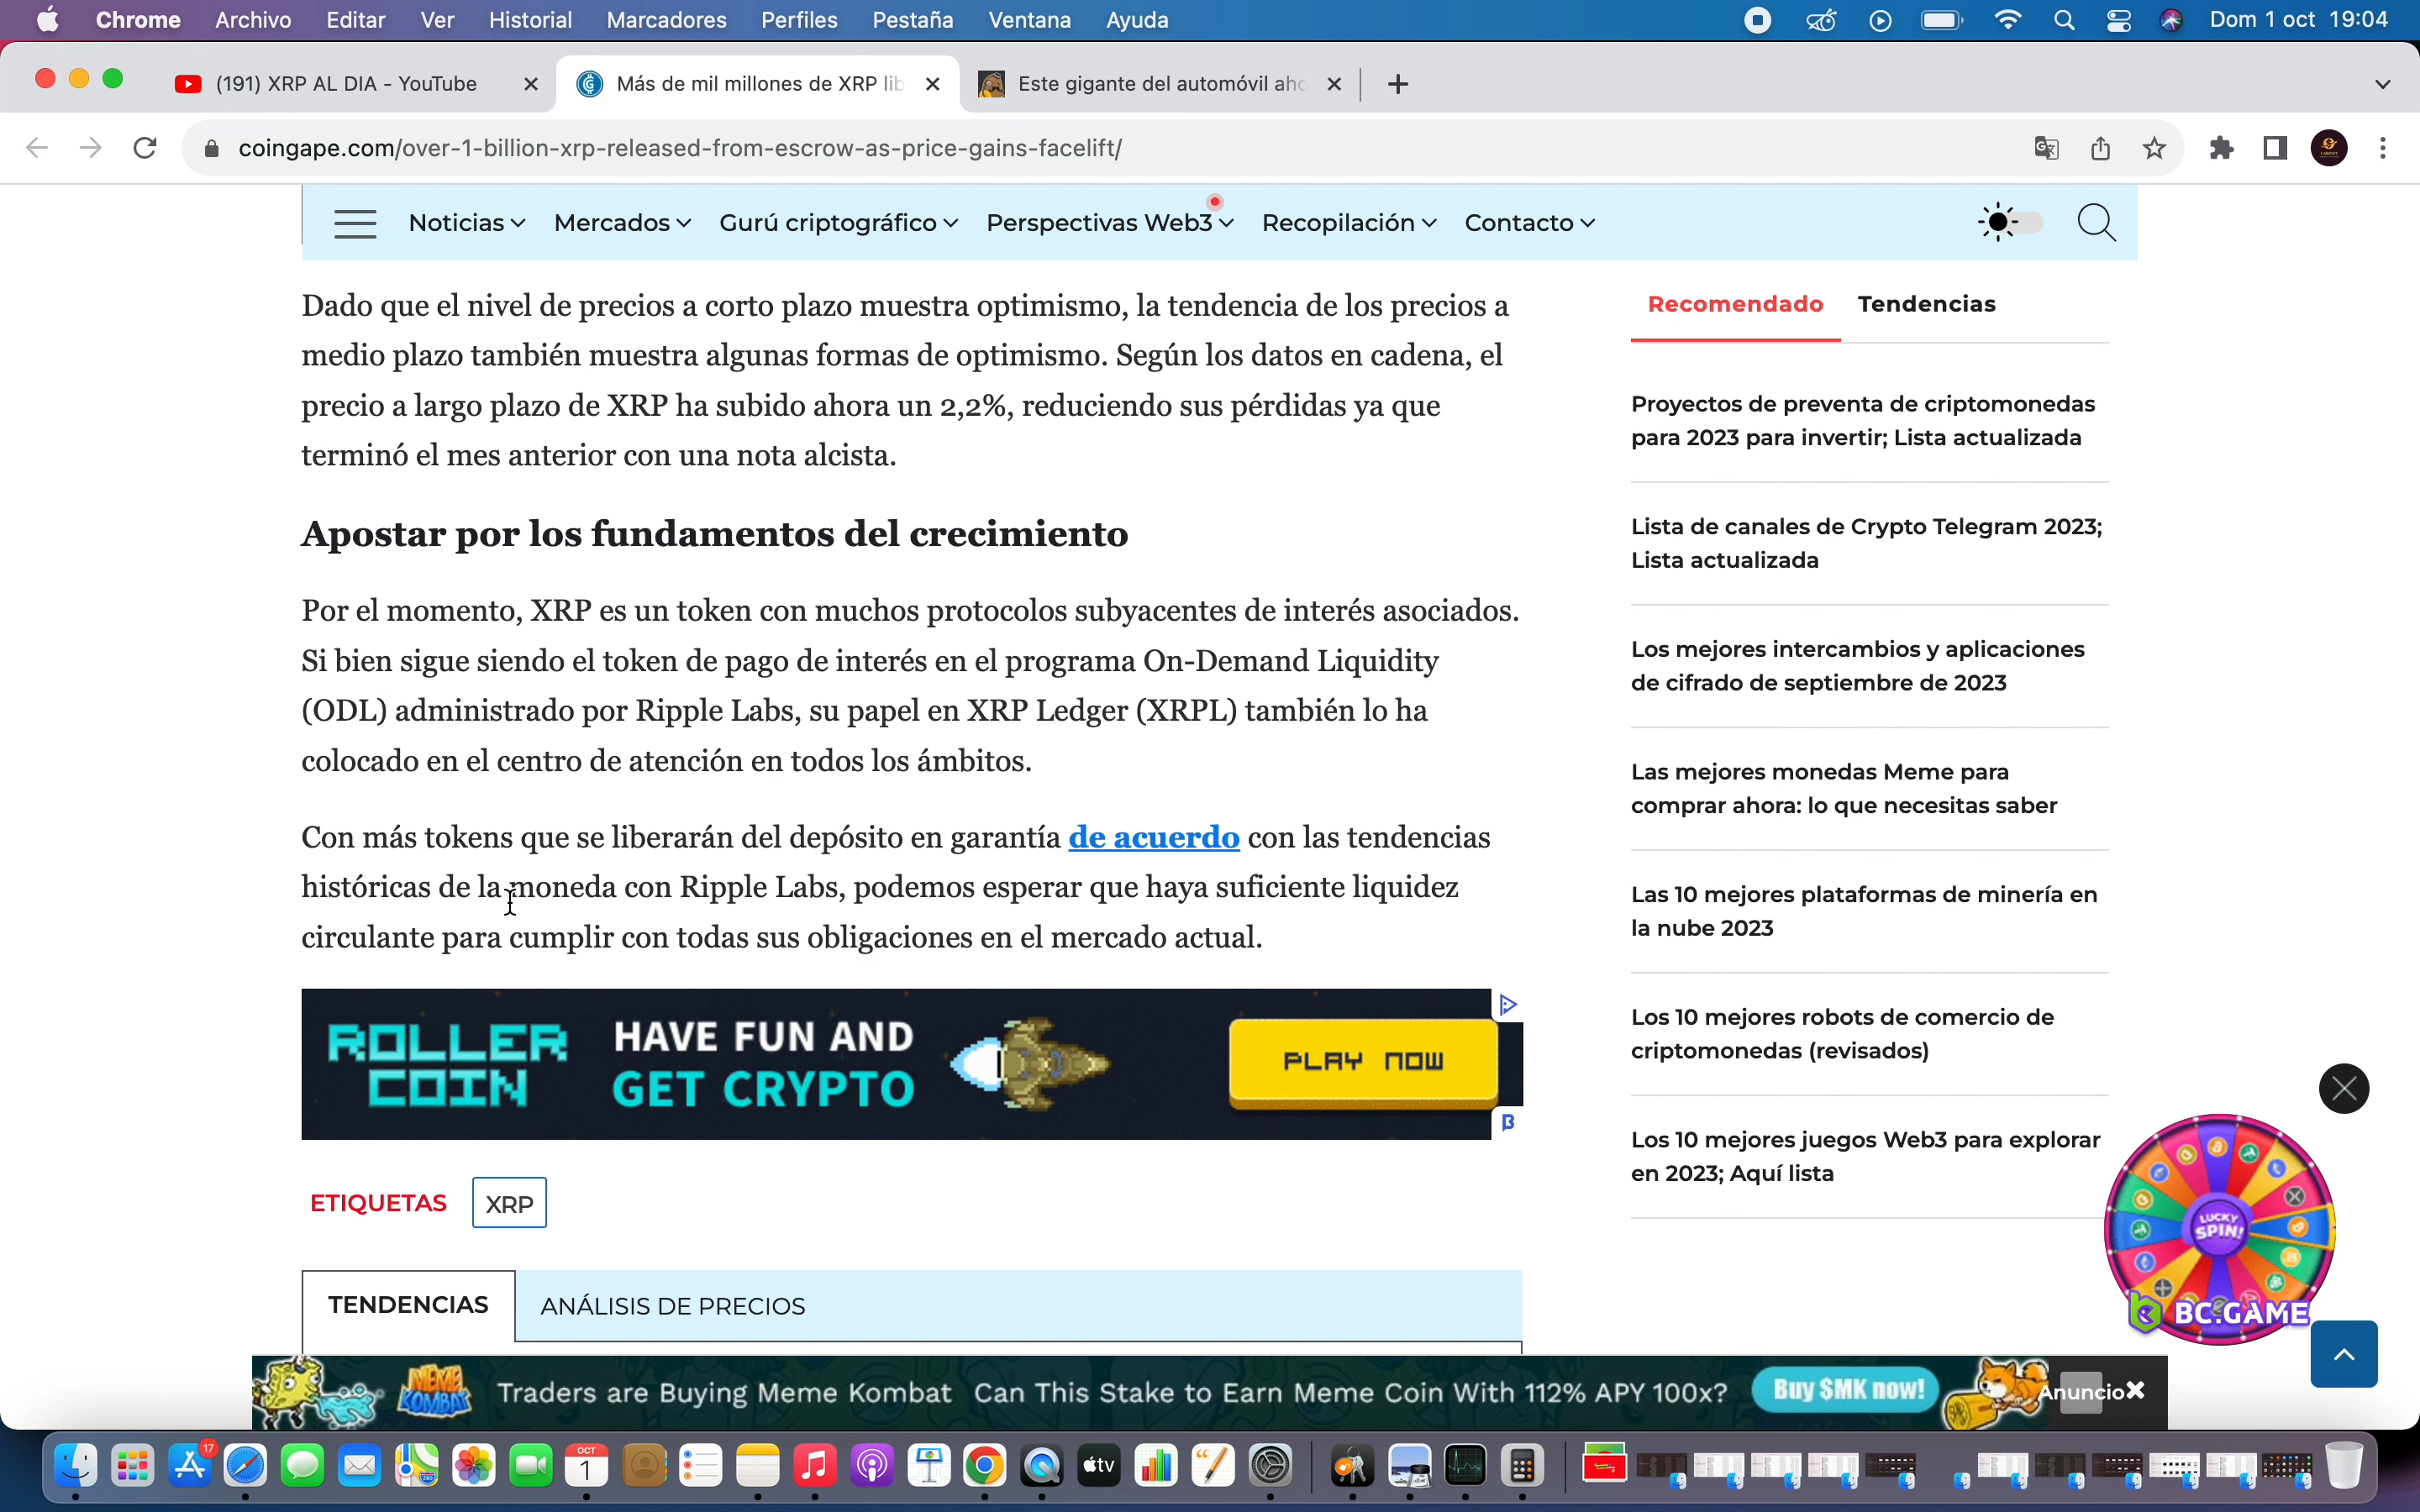 Chrome Archivo Editar Ver Historial Marcadores Perfiles Pestaña Ventana Ayuda Dom 1 oct 19:04
(191) XRP AL DIA - YouTube
Más de mil millones de XRP lib
Este gigante del automóvil aho
coingape.com/over-1-billion-xrp-released-from-escrow-as-price-gains-facelift/
Noticias Mercados Gurú criptográfico Perspectivas Web3 Recopilación Contacto
Dado que el nivel de precios a corto plazo muestra optimismo, la tendencia de los precios a
medio plazo también muestra algunas formas de optimismo. Según los datos en cadena, el
precio a largo plazo de XRP ha subido ahora un 2,2%, reduciendo sus pérdidas ya que
terminó el mes anterior con una nota alcista.
Apostar por los fundamentos del crecimiento
Por el momento, XRP es un token con muchos protocolos subyacentes de interés asociados.
Si bien sigue siendo el token de pago de interés en el programa On-Demand Liquidity
(ODL) administrado por Ripple Labs, su papel en XRP Ledger (XRPL) también lo ha
colocado en el centro de atención en todos los ámbitos.
Con más tokens que se liberarán del depósito en garantía de acuerdo con las tendencias
históricas de la moneda con Ripple Labs, podemos esperar que haya suficiente liquidez
circulante para cumplir con todas sus obligaciones en el mercado actual.
ROLLER
COIN
HAVE FUN AND
GET CRYPTO
PLAY NOW
ETIQUETAS XRP
TENDENCIAS ANÁLISIS DE PRECIOS
Recomendado Tendencias
Proyectos de preventa de criptomonedas
para 2023 para invertir; Lista actualizada
Lista de canales de Crypto Telegram 2023;
Lista actualizada
Los mejores intercambios y aplicaciones
de cifrado de septiembre de 2023
Las mejores monedas Meme para
comprar ahora: lo que necesitas saber
Las 10 mejores plataformas de minería en
la nube 2023
Los 10 mejores robots de comercio de
criptomonedas (revisados)
Los 10 mejores juegos Web3 para explorar
en 2023; Aquí lista
LUCKY
SPIN!
BC.GAME
MEME
KOMBAT
Traders are Buying Meme Kombat Can This Stake to Earn Meme Coin With 112% APY 100x?
Buy $MK now!
Anuncio
17
OCT
1
tv